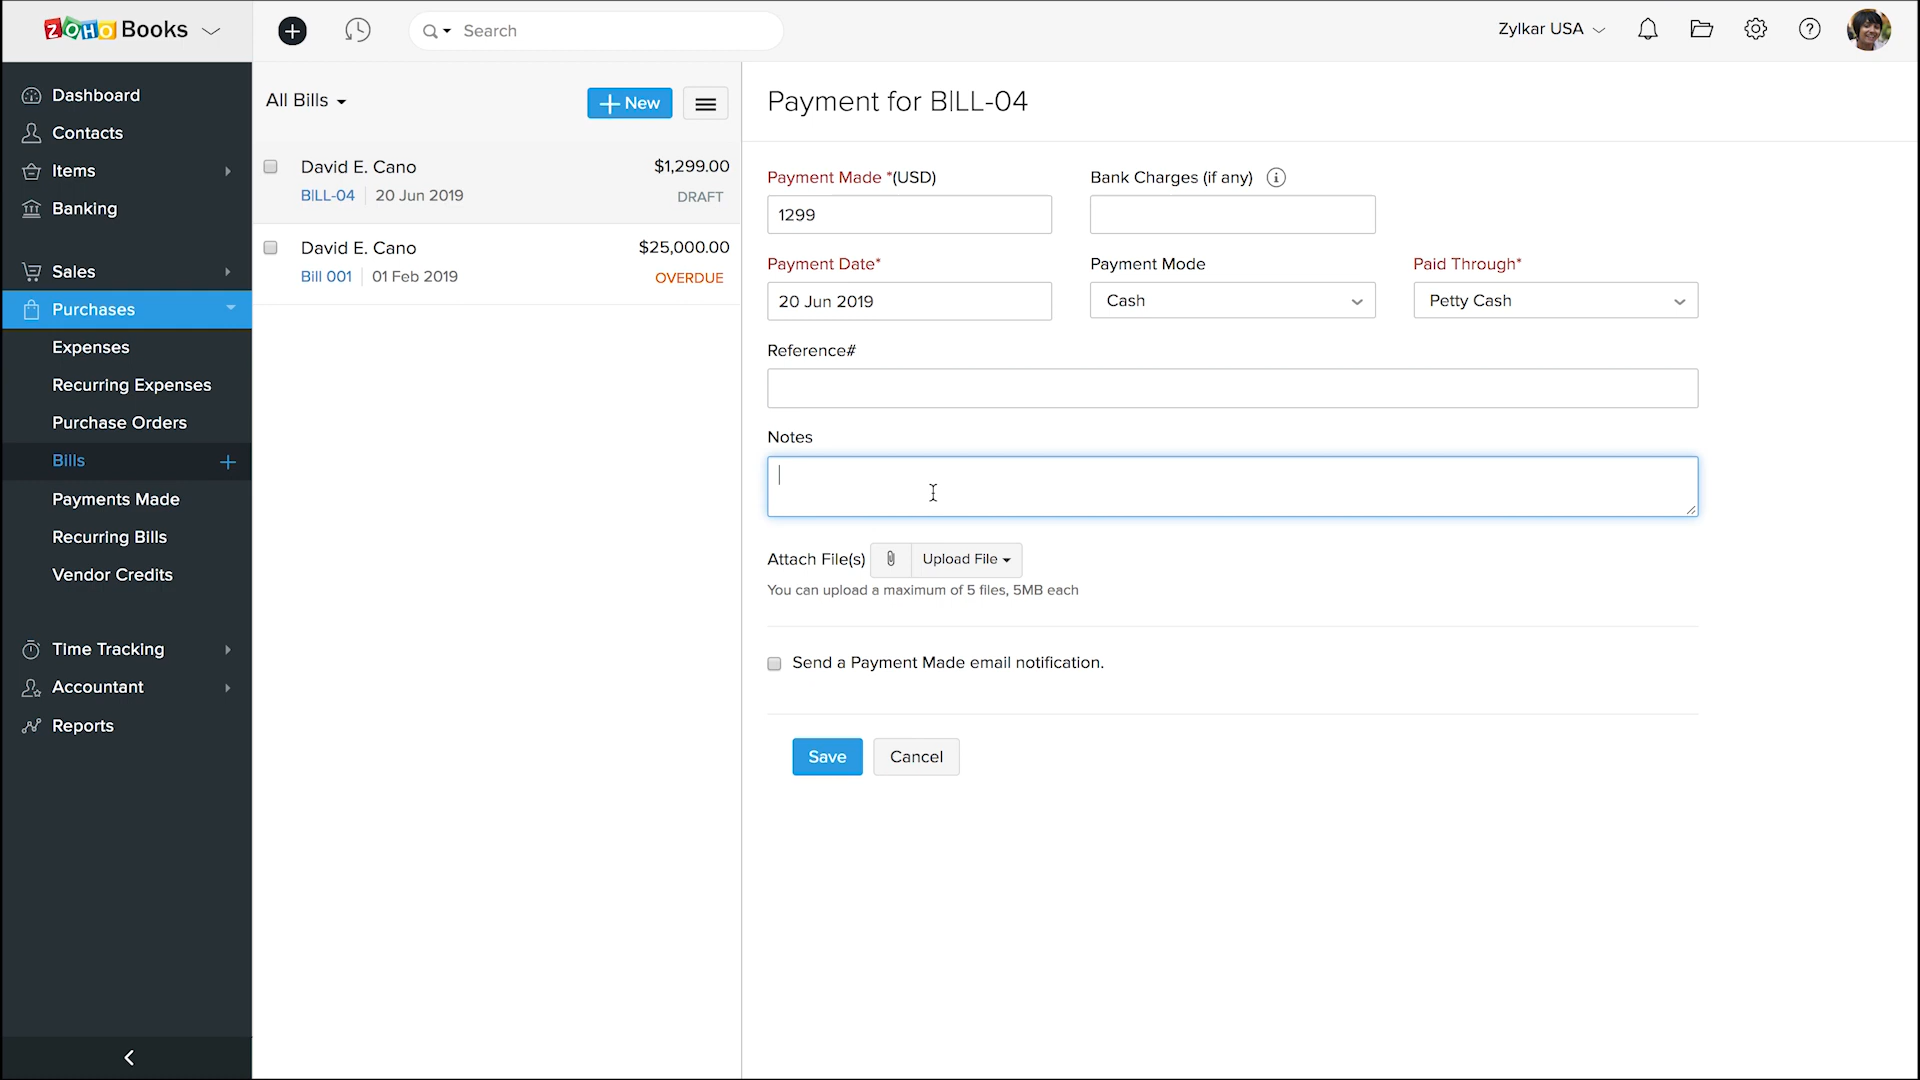 ZOHO Books
Search
Zylkar USA
Dashboard
Contacts
Items
Banking
Sales
Purchases
Expenses
Recurring Expenses
Purchase Orders
Bills
Payments Made
Recurring Bills
Vendor Credits
Time Tracking
Accountant
Reports
All Bills
New
David E. Cano $1,299.00
BILL-04 20 Jun 2019 DRAFT
David E. Cano $25,000.00
Bill 001 01 Feb 2019 OVERDUE
Payment for BILL-04
Payment Made *(USD) Bank Charges (if any)
1299
Payment Date* Payment Mode Paid Through*
20 Jun 2019 Cash Petty Cash
Reference#
Notes
Attach File(s) Upload File
You can upload a maximum of 5 files, 5MB each
Send a Payment Made email notification.
Save Cancel